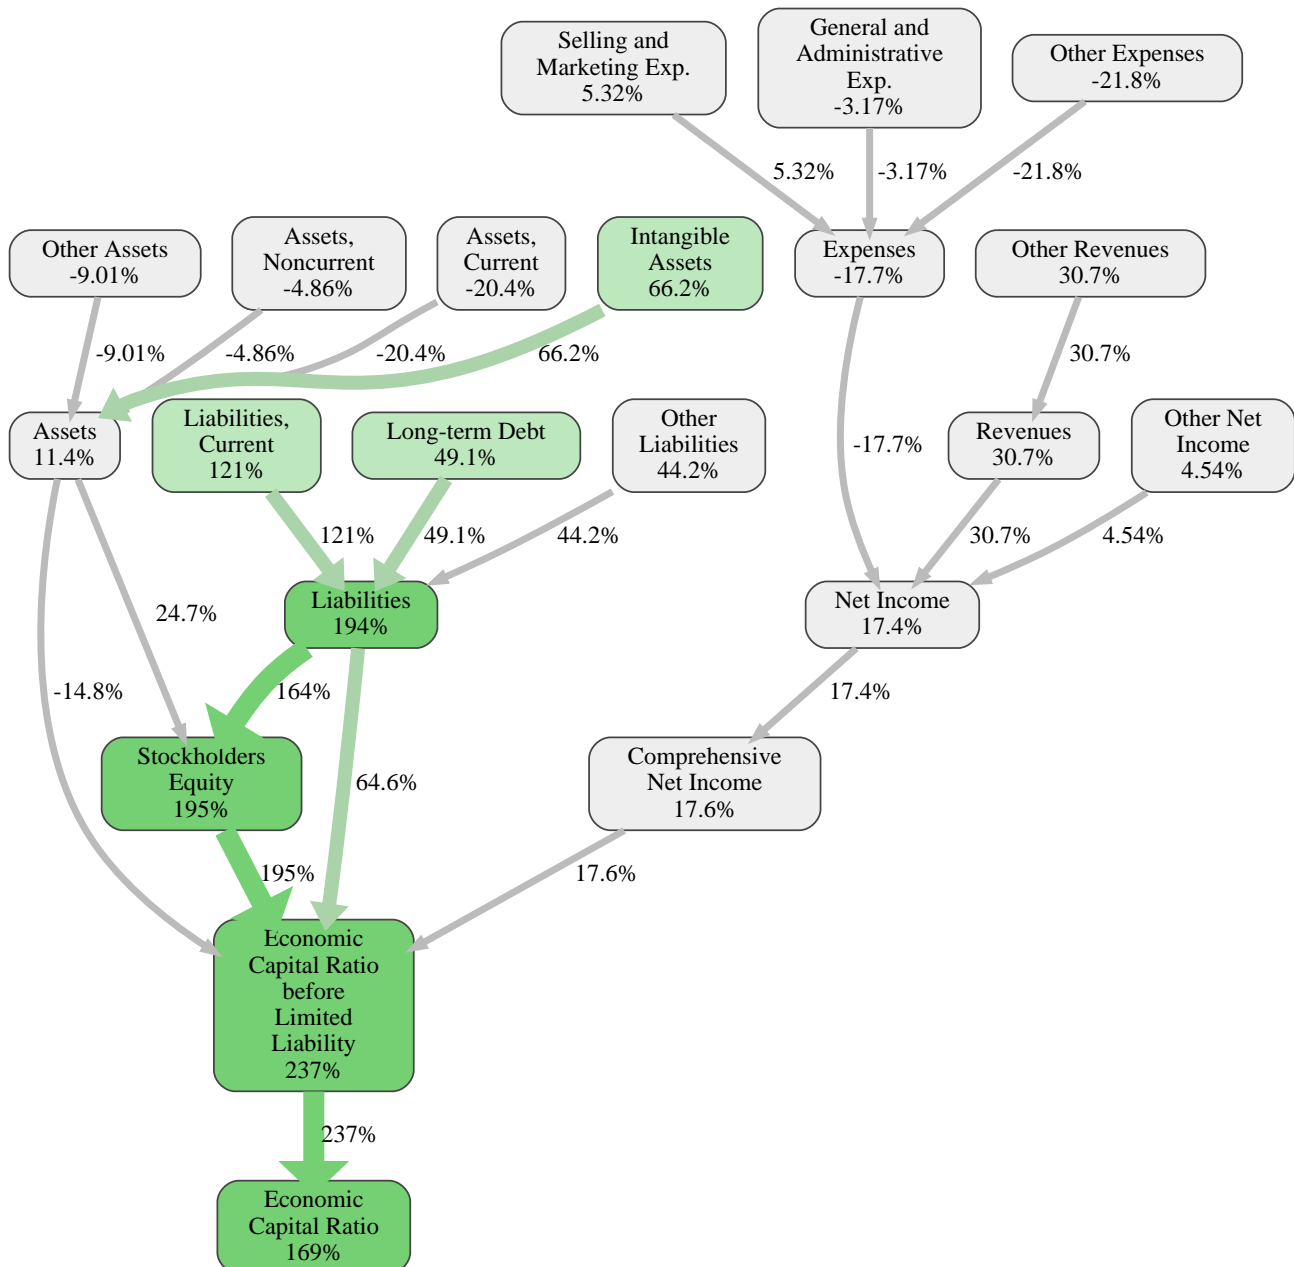 Selling and
Marketing Exp.
5.32%
General and
Administrative
Exp.
-3.17%
Other Expenses
-21.8%
5.32%
-3.17%
-21.8%
Other Assets
-9.01%
Assets,
Noncurrent
-4.86%
Assets,
Current
-20.4%
Intangible
Assets
66.2%
Expenses
-17.7%
Other Revenues
30.7%
-9.01%
-4.86%
-20.4%
66.2%
30.7%
Assets
11.4%
Liabilities,
Current
121%
Long-term Debt
49.1%
Other
Liabilities
44.2%
-17.7%
Revenues
30.7%
Other Net
Income
4.54%
121%
49.1%
44.2%
30.7%
4.54%
24.7%
Liabilities
194%
Net Income
17.4%
-14.8%
164%
17.4%
Stockholders
Equity
195%
64.6%
Comprehensive
Net Income
17.6%
195%
17.6%
Economic
Capital Ratio
before
Limited
Liability
237%
237%
Economic
Capital Ratio
169%